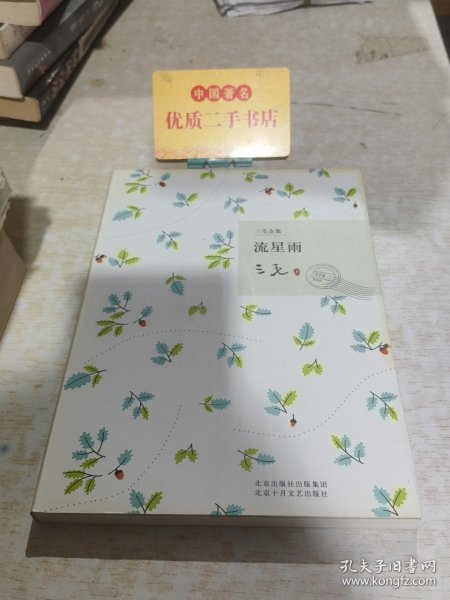 中国著名
优质二手书店
三毛全集
流星雨
三毛
北京出版社出版集团
北京十月文艺出版社
孔夫子旧书网
www.kongfz.com